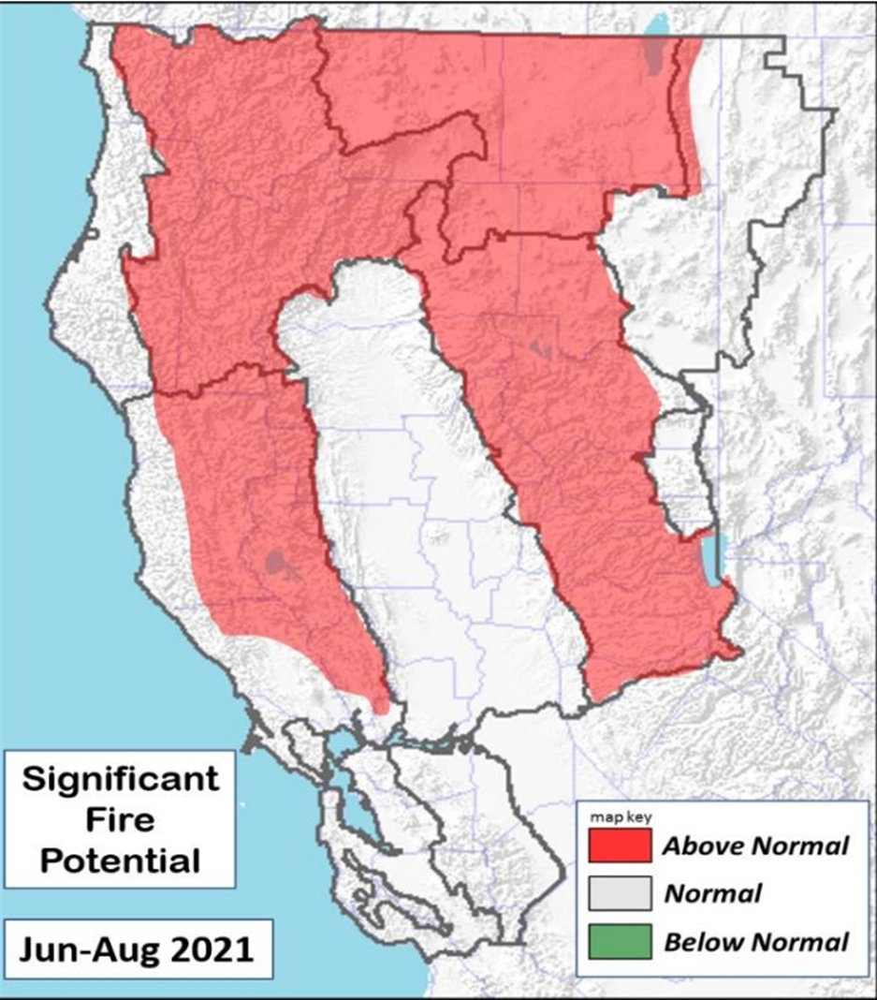 Significant
Fire
Potential
Jun-Aug 2021
map key
Above Normal
Normal
Below Normal